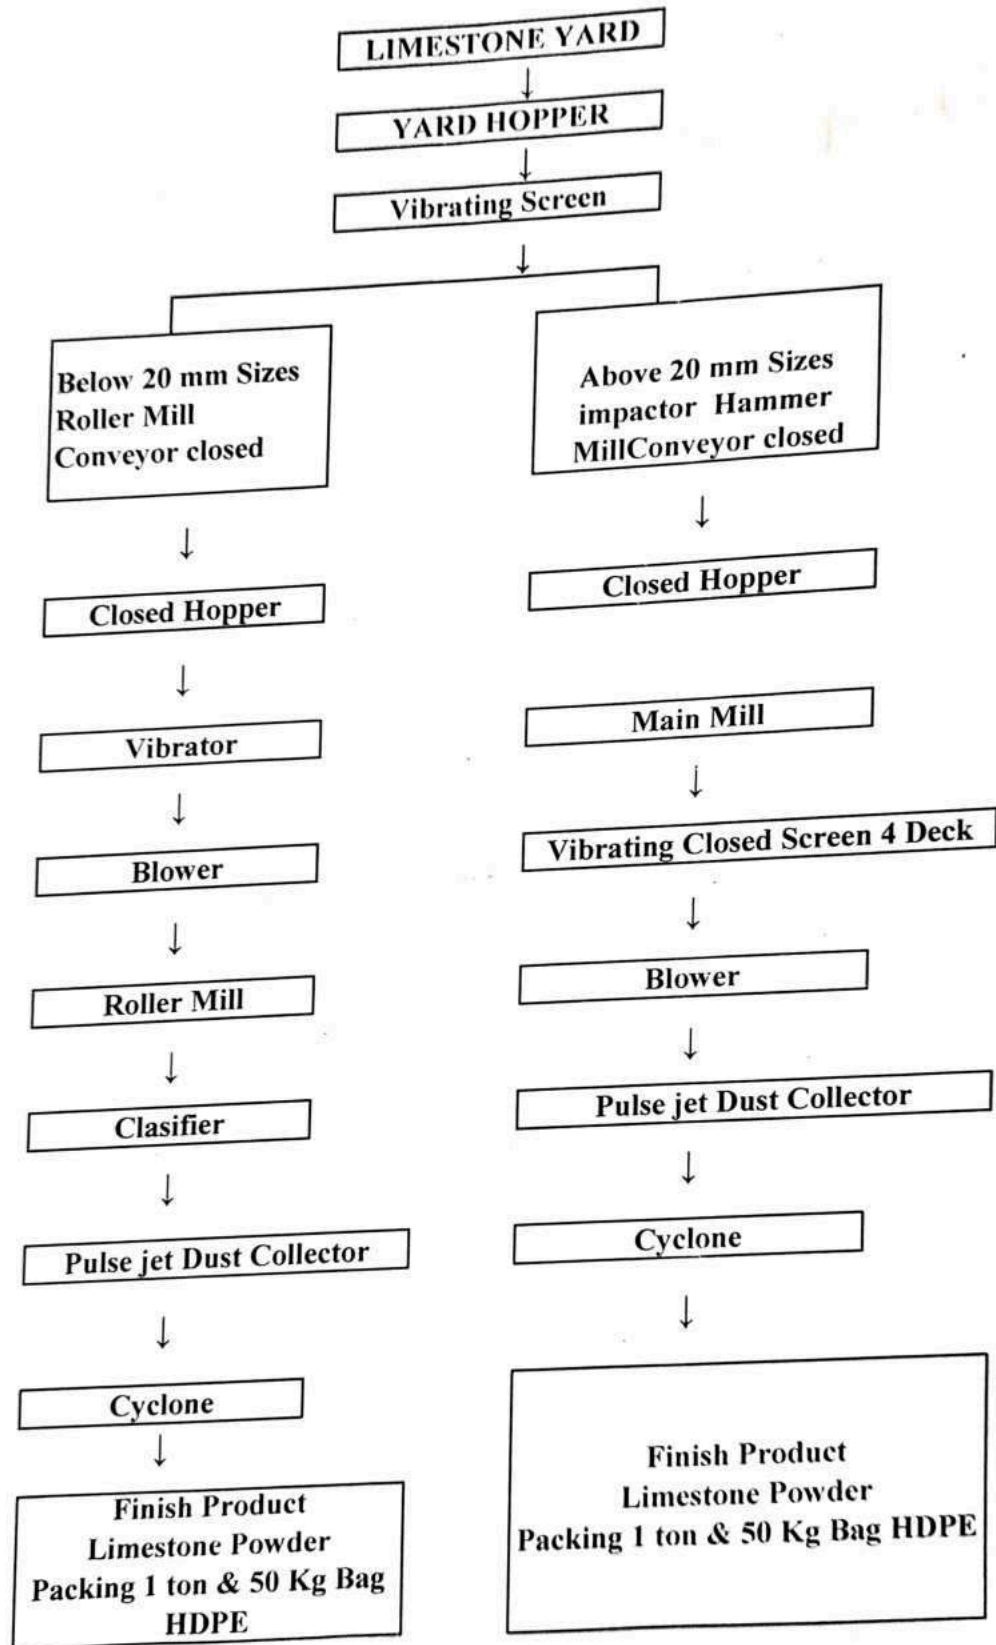 LIMESTONE YARD
↓
YARD HOPPER
↓
Vibrating Screen
↓
Below 20 mm Sizes
Roller Mill
Conveyor closed
↓
Closed Hopper
↓
Vibrator
↓
Blower
↓
Roller Mill
↓
Clasifier
↓
Pulse jet Dust Collector
↓
Cyclone
↓
Finish Product
Limestone Powder
Packing 1 ton & 50 Kg Bag
HDPE
Above 20 mm Sizes
impactor Hammer
MillConveyor closed
↓
Closed Hopper
Main Mill
↓
Vibrating Closed Screen 4 Deck
↓
Blower
↓
Pulse jet Dust Collector
↓
Cyclone
↓
Finish Product
Limestone Powder
Packing 1 ton & 50 Kg Bag HDPE